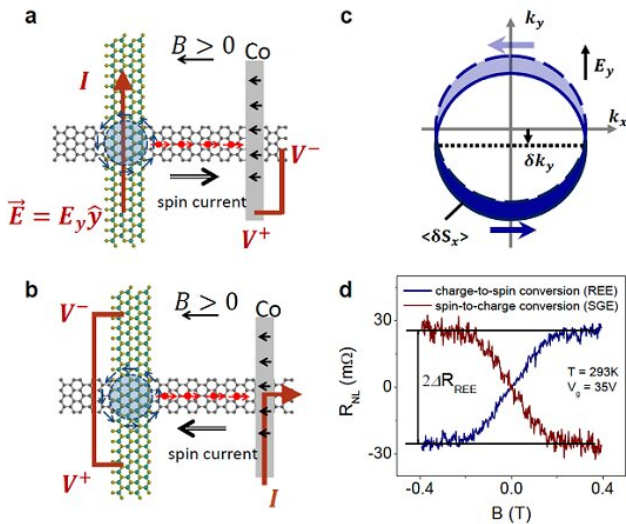 a
B > 0
Co
I
V⁻
spin current
E⃗ = E_y ŷ
V⁺
b
V⁻
B > 0
Co
V⁺
spin current
I
c
k_y
E_y
k_x
δk_y
<δS_x>
d
charge-to-spin conversion (REE)
spin-to-charge conversion (SGE)
R_NL (mΩ)
30
0
-30
2ΔR_REE
T = 293K
V_g = 35V
-0.4
0.0
0.4
B (T)